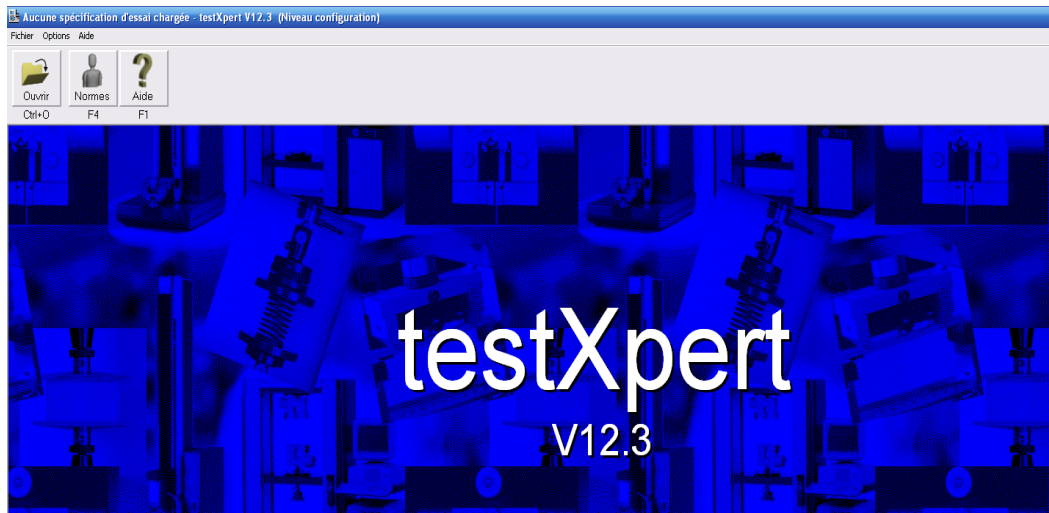 Aucune spécification d'essai chargée - testXpert V12.3 (Niveau configuration)
Fichier Options Aide
Ouvrir Normes Aide
Ctrl+O F4 F1
testXpert
V12.3